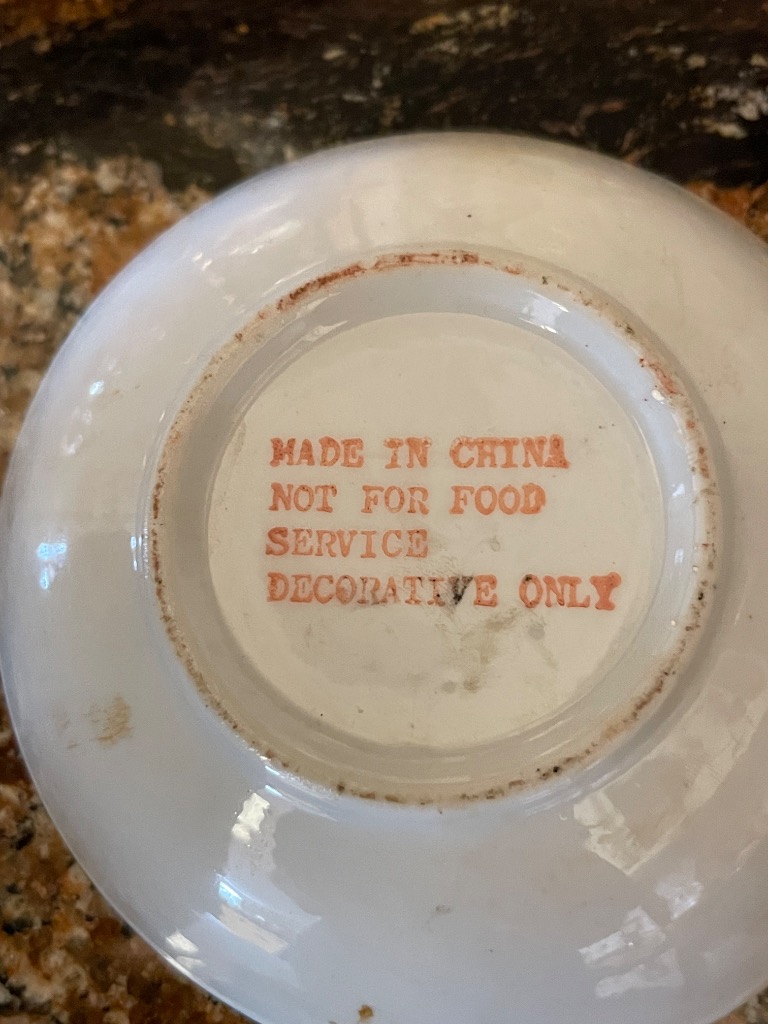 MADE IN CHINA
NOT FOR FOOD
SERVICE
DECORATIVE ONLY